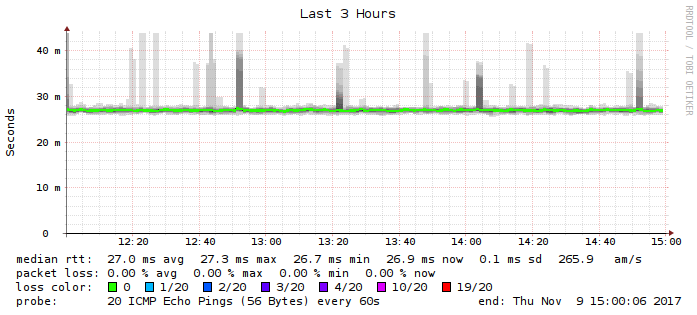 Last 3 Hours
RRDTOOL / TOBI OETIKER
Seconds
40 m
30 m
20 m
10 m
0
12:20 12:40 13:00 13:20 13:40 14:00 14:20 14:40 15:00
median rtt: 27.0 ms avg 27.3 ms max 26.7 ms min 26.9 ms now 0.1 ms sd 265.9 am/s
packet loss: 0.00 % avg 0.00 % max 0.00 % min 0.00 % now
loss color: 0 1/20 2/20 3/20 4/20 10/20 19/20
probe: 20 ICMP Echo Pings (56 Bytes) every 60s end: Thu Nov 9 15:00:06 2017